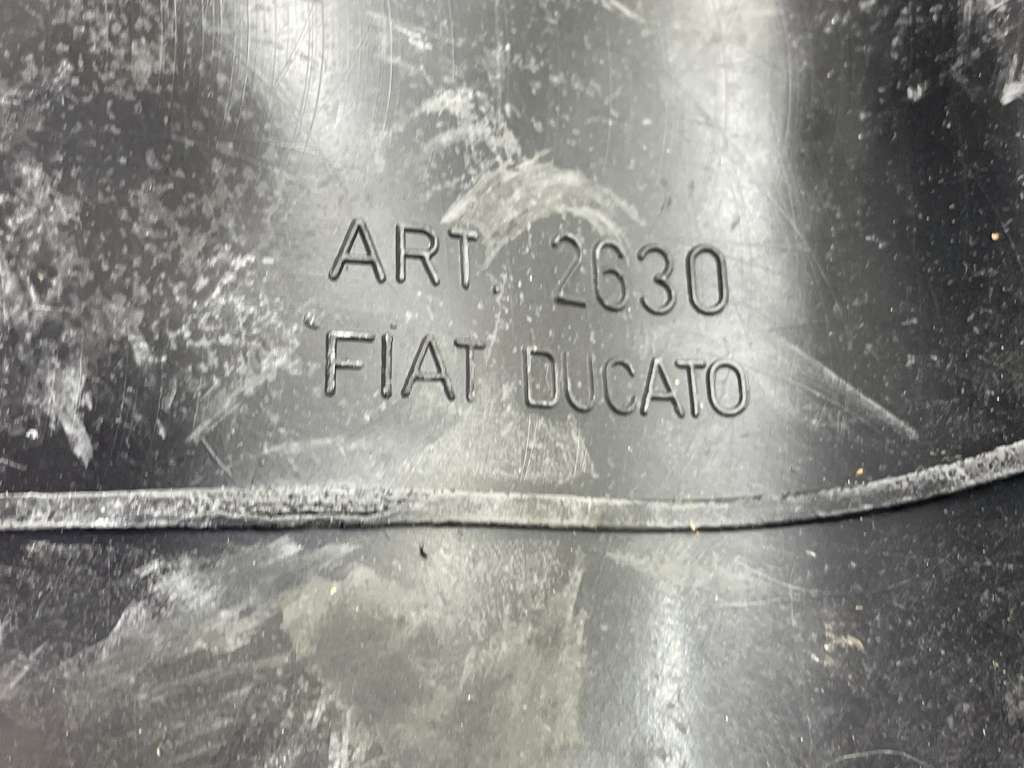 ART. 2630
FIAT DUCATO